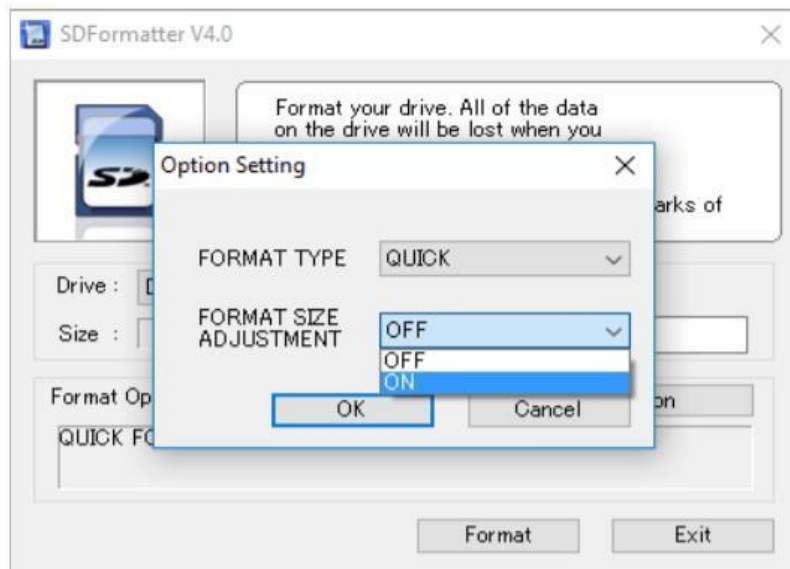 SDFormatter V4.0
Format your drive. All of the data
on the drive will be lost when you
Option Setting
arks of
FORMAT TYPE QUICK
Drive :
FORMAT SIZE
ADJUSTMENT OFF
Size :
OFF
ON
Format Op
OK Cancel
on
QUICK FO
Format Exit